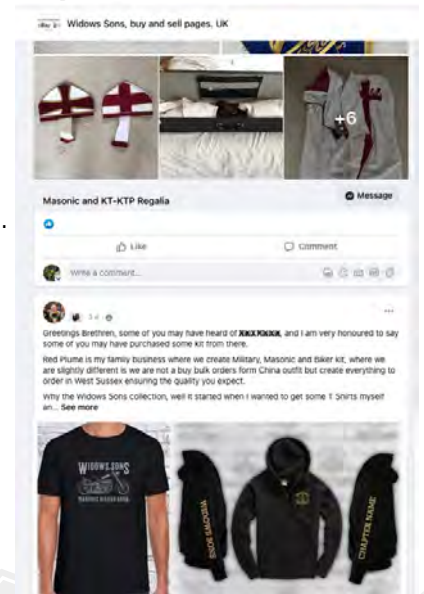 Widows Sons, buy and sell pages, UK
+6
Masonic and KT-KTP Regalia
Message
Like
Comment
Write a comment...
3 d
Greetings Brethren, some of you may have heard of and I am very honoured to say
some of you may have purchased some kit from there.
Red Plume is my family business where we create Military, Masonic and Biker kit, where we
are slightly different is we are not a buy bulk orders form China outfit but create everything to
order in West Sussex ensuring the quality you expect.
Why the Widows Sons collection, well it started when I wanted to get some T Shirts myself
an... See more
WIDOWS SONS
MASONIC RIDERS ASSN.
WIDOWS SONS
CHAPTER NAME